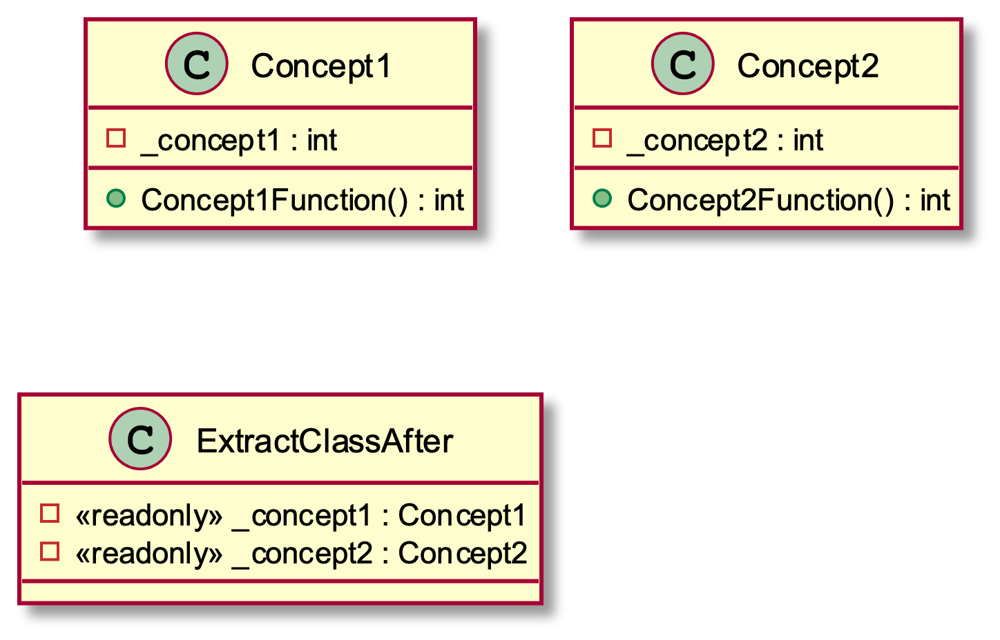 C Concept1
_concept1 : int
Concept1Function() : int
C Concept2
_concept2 : int
Concept2Function() : int
C ExtractClassAfter
«readonly» _concept1 : Concept1
«readonly» _concept2 : Concept2